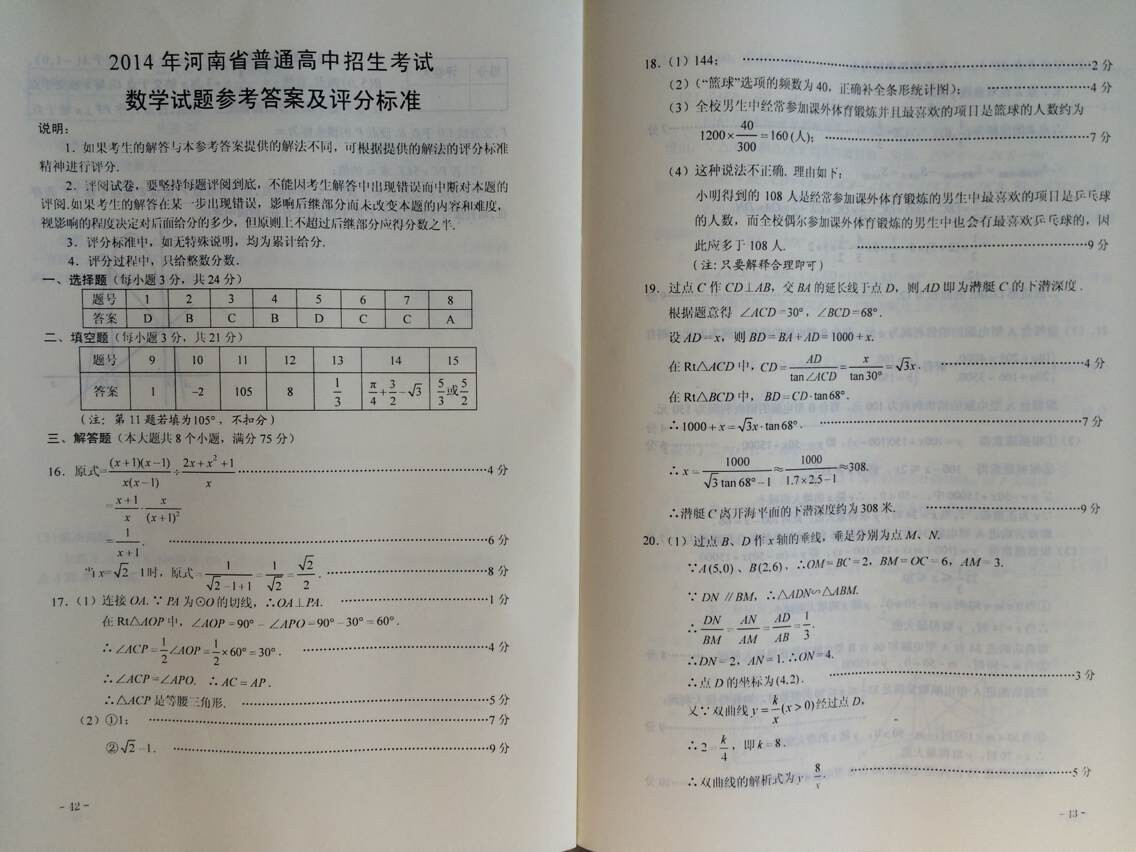 2014年河南省普通高中招生考试
数学试题参考答案及评分标准
说明：
1．如果考生的解答与本参考答案提供的解法不同，可根据提供的解法的评分标准
精神进行评分．
2．评阅试卷，要坚持每题评阅到底，不能因考生解答中出现错误而中断对本题的
评阅．如果考生的解答在某一步出现错误，影响后继部分而未改变本题的内容和难度，
视影响的程度决定对后面给分的多少，但原则上不超过后继部分应得分数之半．
3．评分标准中，如无特殊说明，均为累计给分．
4．评分过程中，只给整数分数．
一、选择题（每小题3分，共24分）
题号 1 2 3 4 5 6 7 8
答案 D B C B D C C A
二、填空题（每小题3分，共21分）
题号 9 10 11 12 13 14 15
答案 1 −2 105 8 1/3 π/4+3/2−√3 5/3或5/2
（注：第11题若填为105°，不扣分）
三、解答题（本大题共8个小题，满分75分）
16．原式=(x+1)(x−1)/x(x−1)÷(2x+x²+1)/x ……4分
=(x+1)/x·x/(x+1)²
=1/(x+1)． ……6分
当x=√2−1时，原式=1/(√2−1+1)=1/√2=√2/2． ……8分
17．（1）连接OA.∵PA为⊙O的切线，∴OA⊥PA． ……1分
在Rt△AOP中，∠AOP=90°−∠APO=90°−30°=60°．
∴∠ACP=1/2∠AOP=1/2×60°=30°． ……4分
∴∠ACP=∠APO．∴AC=AP．
∴△ACP是等腰三角形． ……5分
（2）①1； ……7分
②√2−1． ……9分
-42-
18．（1）144； ……2分
（2）（“篮球”选项的频数为40，正确补全条形统计图）； ……4分
（3）全校男生中经常参加课外体育锻炼并且最喜欢的项目是篮球的人数约为
1200×40/300=160(人)； ……7分
（4）这种说法不正确．理由如下：
小明得到的108人是经常参加课外体育锻炼的男生中最喜欢的项目是乒乓球
的人数，而全校偶尔参加课外体育锻炼的男生中也会有最喜欢乒乓球的，因
此应多于108人． ……9分
（注：只要解释合理即可）
19．过点C作CD⊥AB，交BA的延长线于点D，则AD即为潜艇C的下潜深度．
根据题意得 ∠ACD=30°，∠BCD=68°．
设AD=x，则BD=BA+AD=1000+x.
在Rt△ACD中，CD=AD/tan∠ACD=x/tan30°=√3x． ……4分
在Rt△BCD中，BD=CD·tan68°．
∴1000+x=√3x·tan68°． ……7分
∴x=1000/(√3tan68°−1)≈1000/(1.7×2.5−1)≈308.
∴潜艇C离开海平面的下潜深度约为308米． ……9分
20．（1）过点B、D作x轴的垂线，垂足分别为点M、N.
∵A(5,0)、B(2,6)，∴OM=BC=2，BM=OC=6，AM=3.
∵DN∥BM，∴△ADN∽△ABM.
∴DN/BM=AN/AM=AD/AB=1/3.
∴DN=2，AN=1.∴ON=4.
∴点D的坐标为(4,2)． ……3分
又∵双曲线y=k/x(x>0)经过点D，
∴2=k/4，即k=8．
∴双曲线的解析式为y=8/x． ……5分
-43-